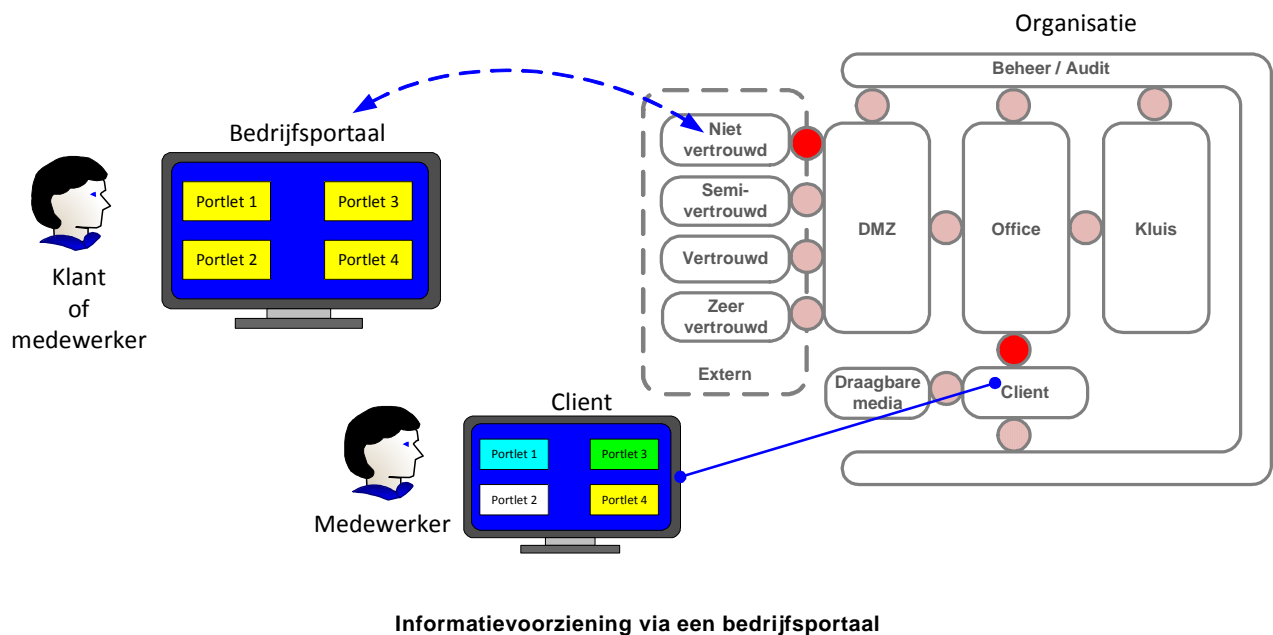 Organisatie
Beheer / Audit
Bedrijfsportaal
Portlet 1
Portlet 3
Portlet 2
Portlet 4
Klant
of
medewerker
Niet
vertrouwd
Semi-
vertrouwd
Vertrouwd
Zeer
vertrouwd
Extern
DMZ
Office
Kluis
Draagbare
media
Client
Client
Portlet 1
Portlet 3
Portlet 2
Portlet 4
Medewerker
Informatievoorziening via een bedrijfsportaal